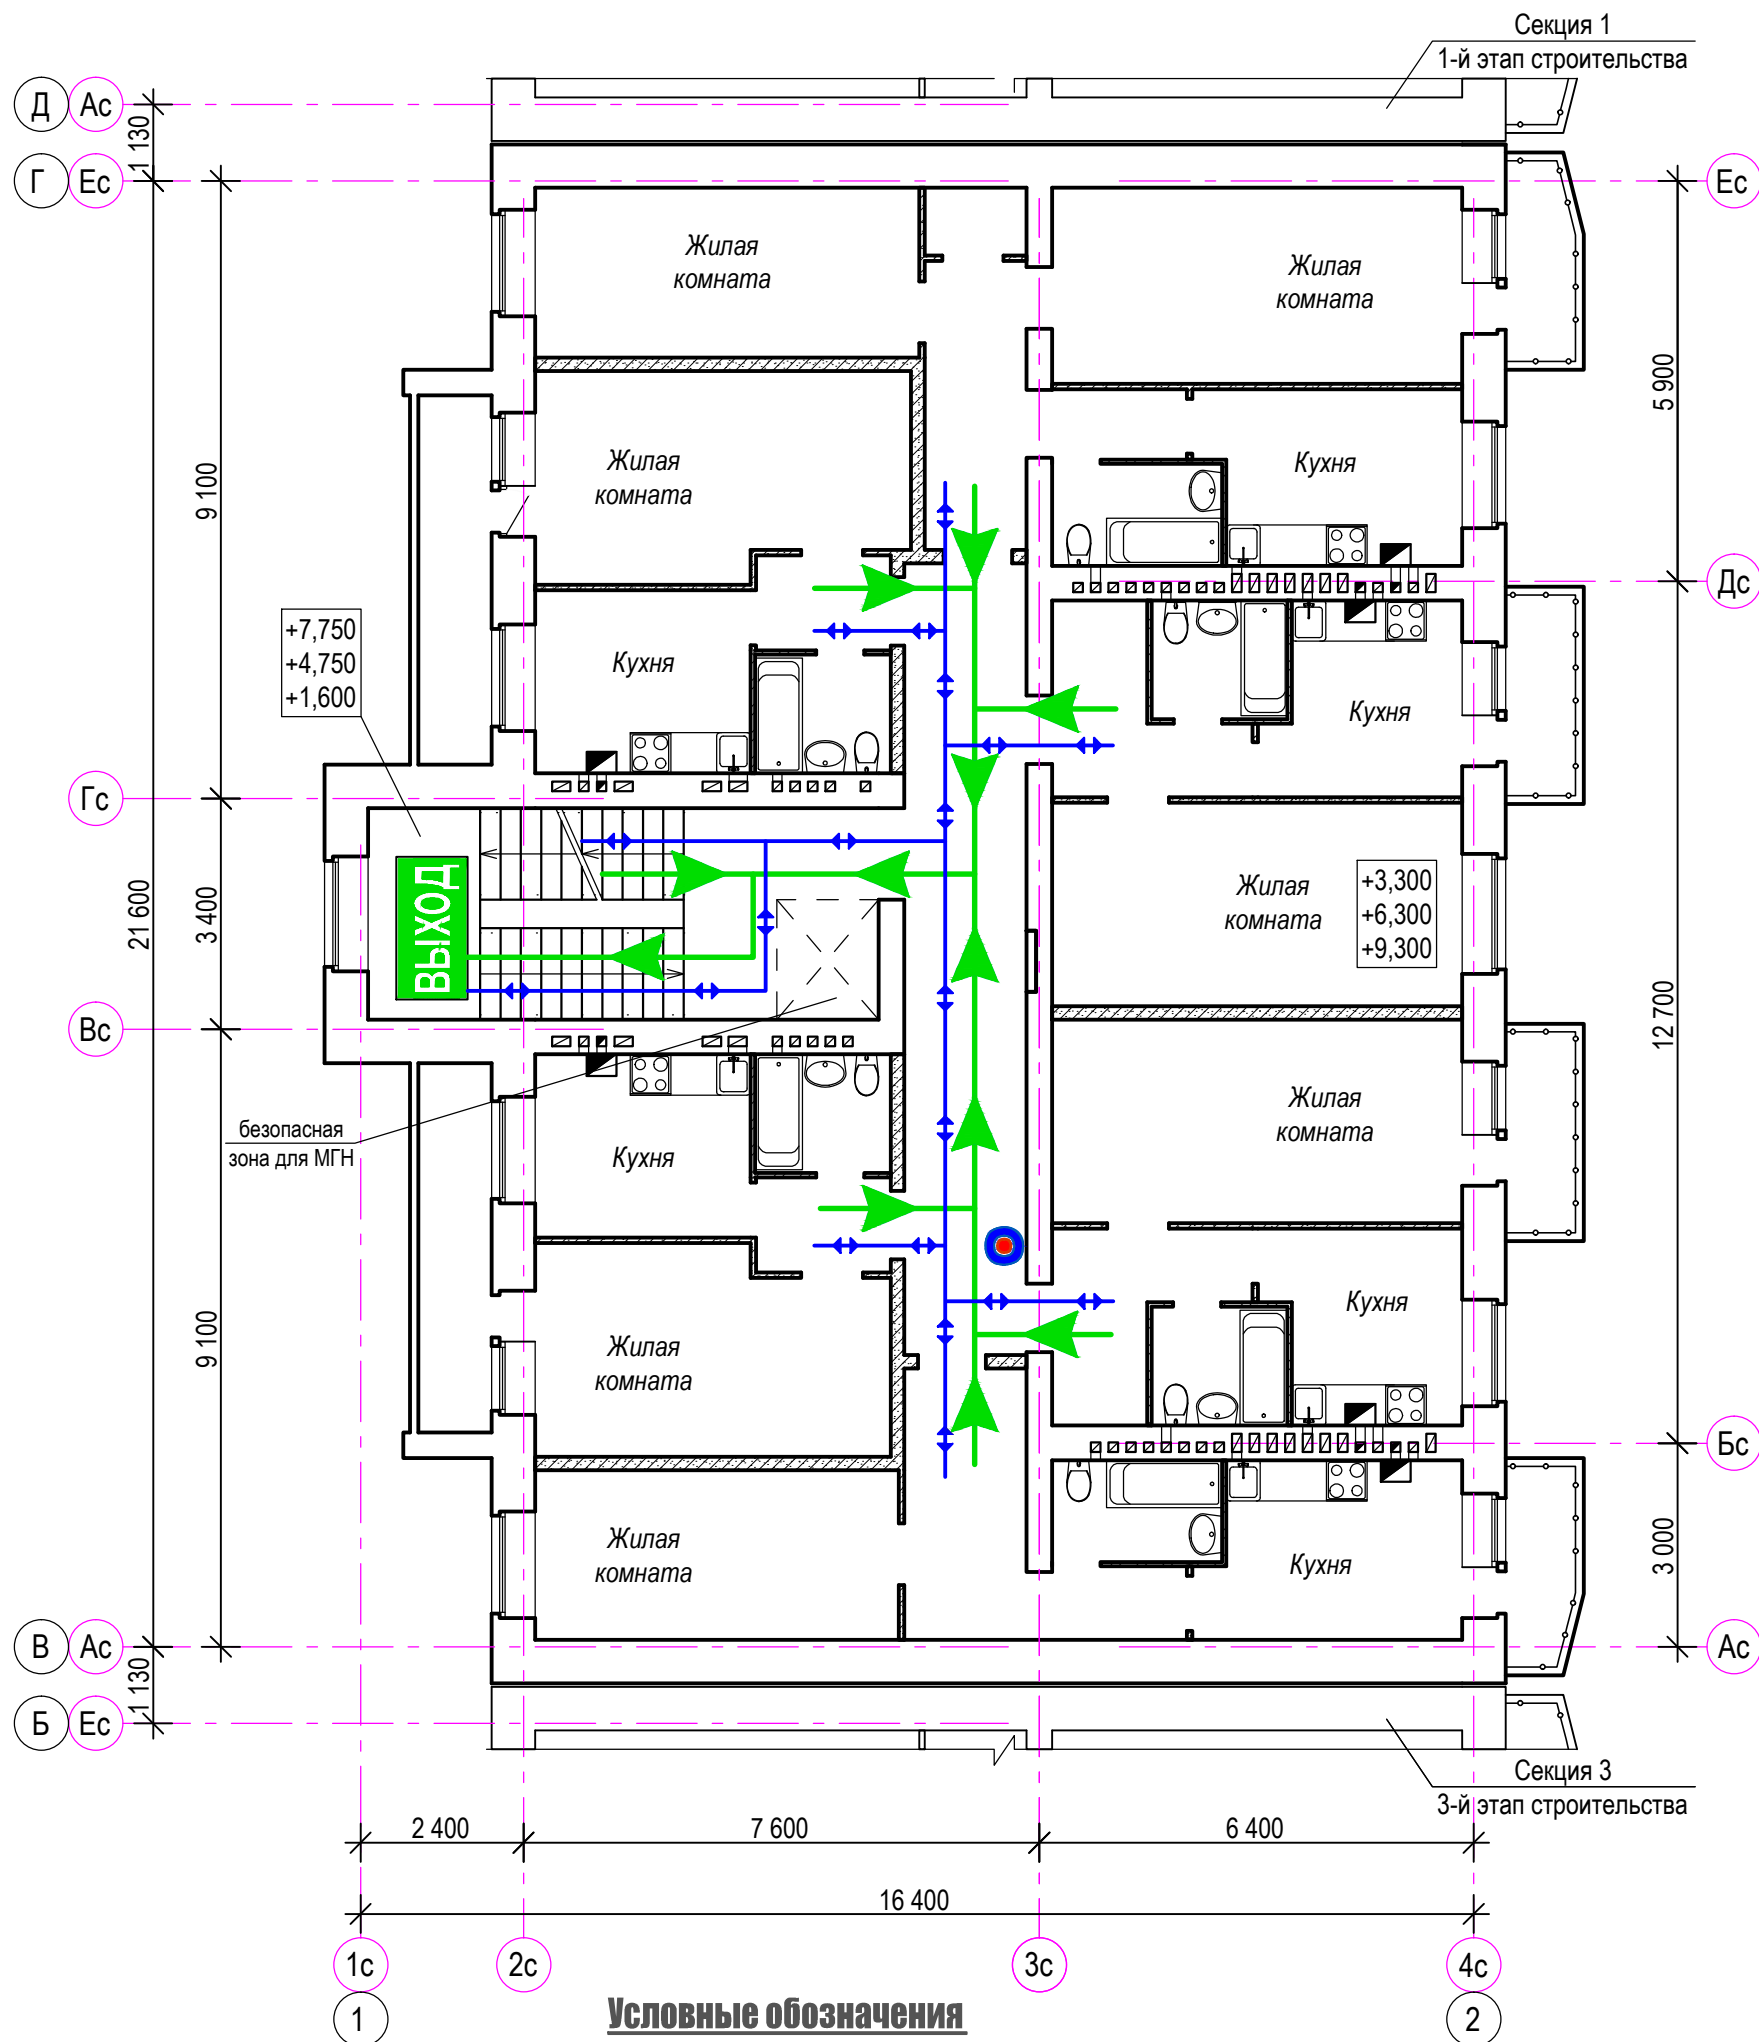 Секция 1
1-й этап строительства
Д Ас
1 130
Г Ес
Ес
Жилая
комната
Жилая
комната
5 900
9 100
Жилая
комната
Кухня
Дс
+7,750
+4,750
+1,600
Кухня
Кухня
Гс
21 600
3 400
ВЫХОД
Жилая
комната
+3,300
+6,300
+9,300
12 700
Вс
безопасная
зона для МГН
Кухня
Жилая
комната
9 100
Жилая
комната
Кухня
Бс
Жилая
комната
Кухня
3 000
В Ас
Ас
1 130
Б Ес
Секция 3
3-й этап строительства
2 400
7 600
6 400
16 400
1с
2с
3с
4с
1
2
Условные обозначения